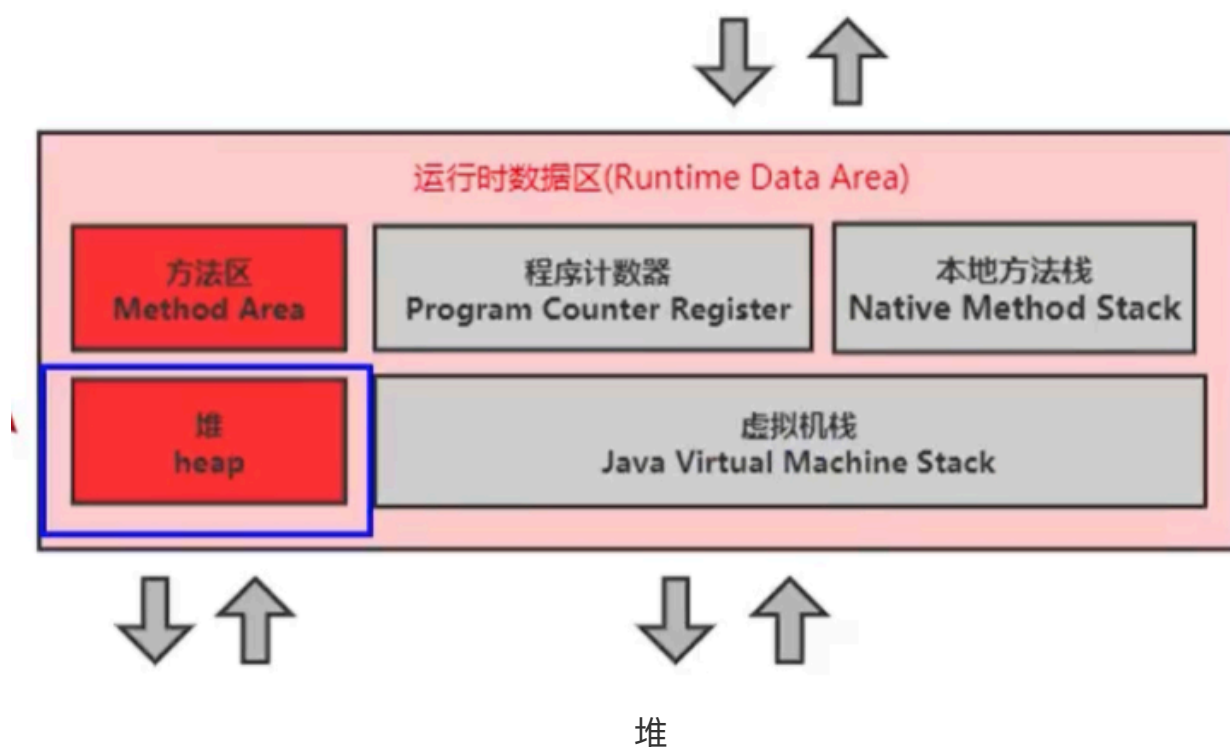 运行时数据区(Runtime Data Area)
方法区
Method Area
程序计数器
Program Counter Register
本地方法栈
Native Method Stack
堆
heap
虚拟机栈
Java Virtual Machine Stack
堆